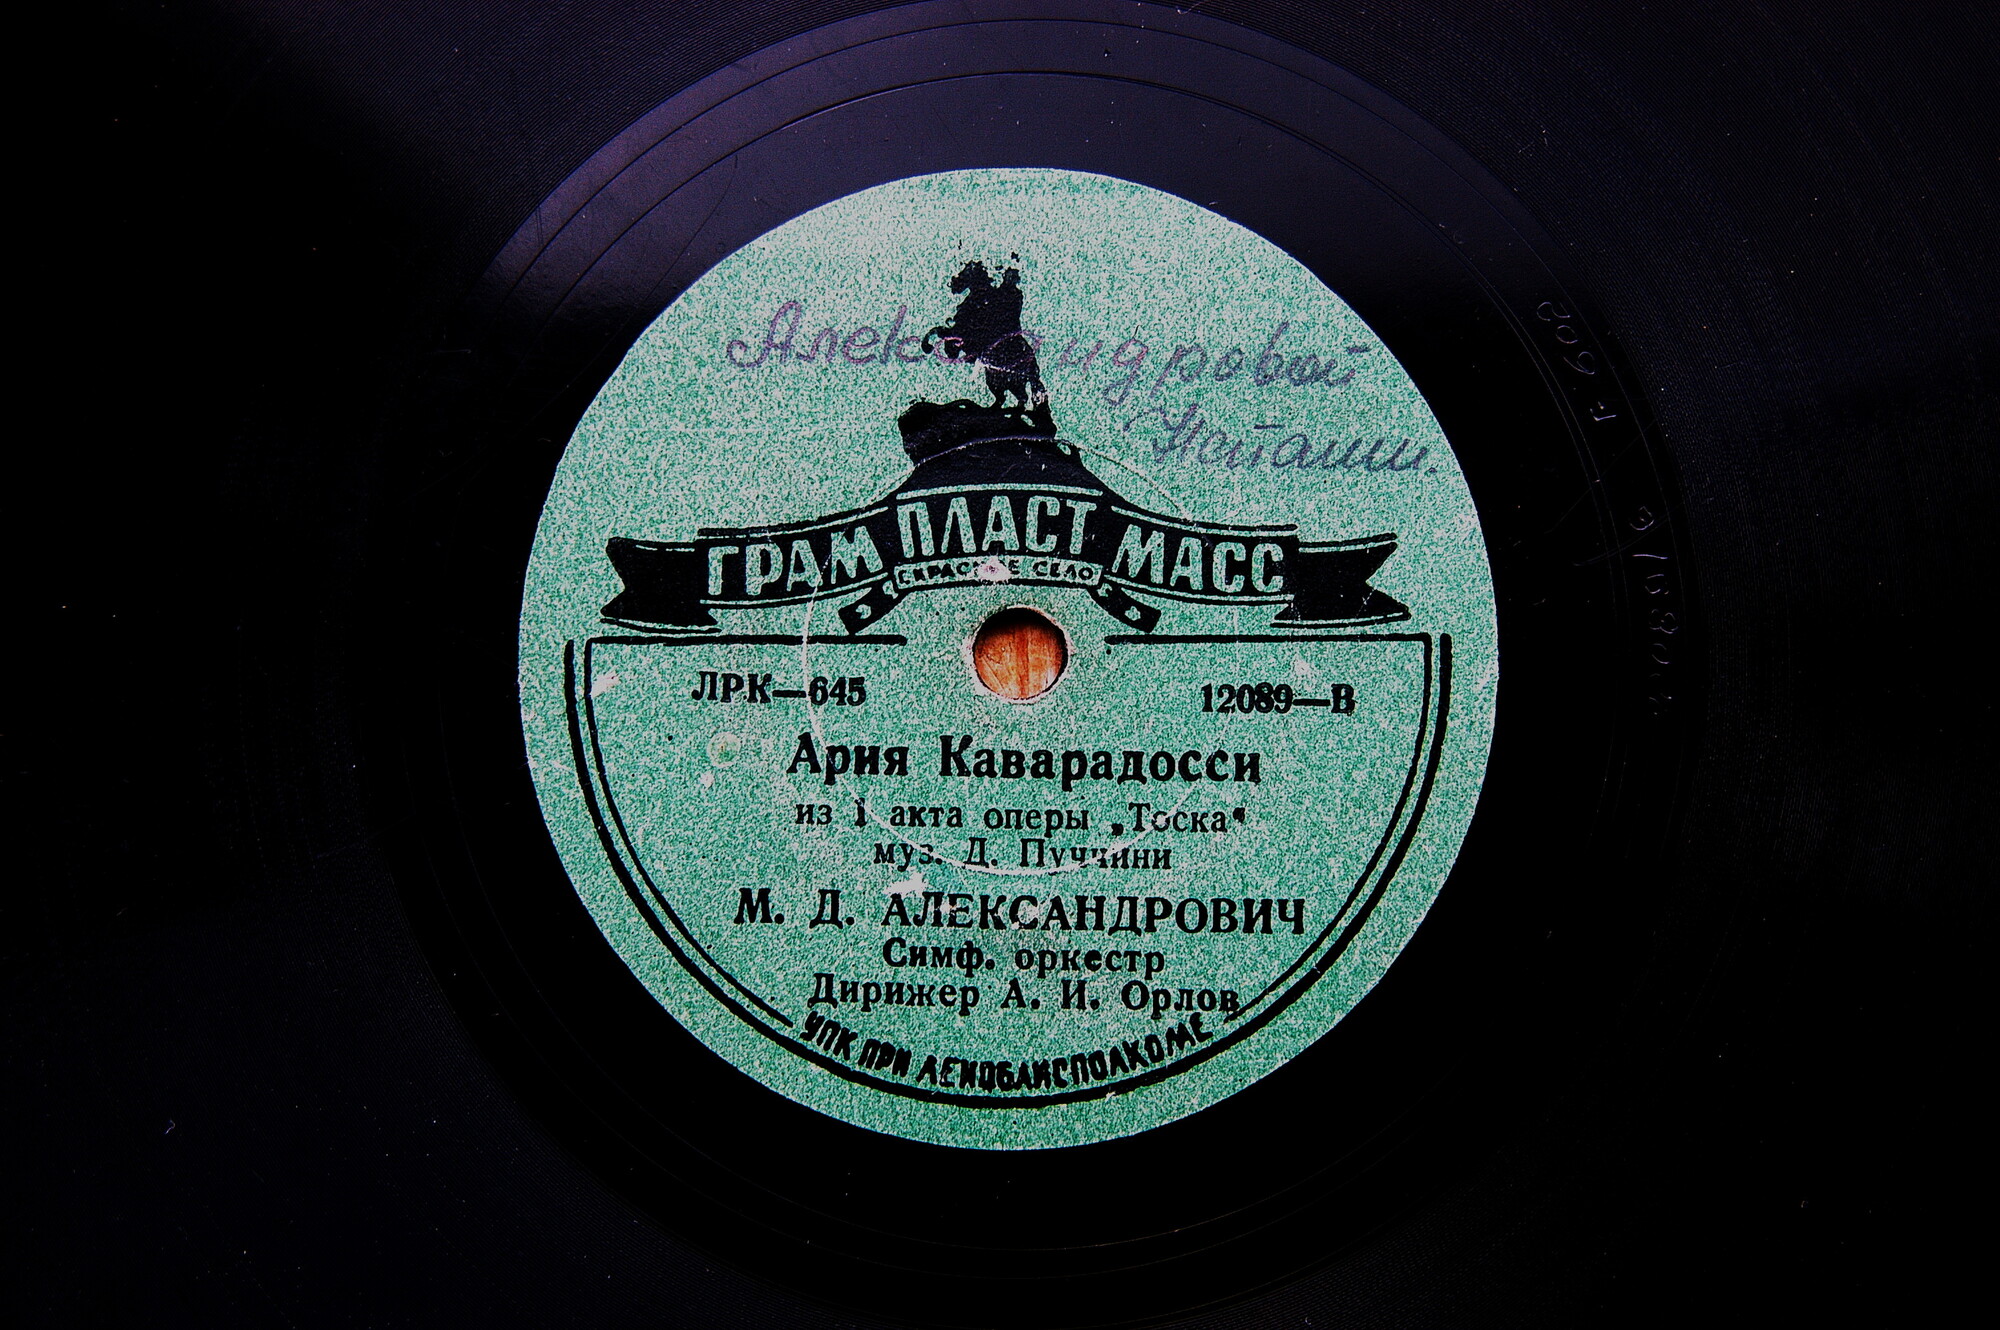 Александровой
Наташи.
ГРАМ ПЛАСТ МАСС
КРАСНОЕ СЕЛО
ЛРК—645
12089—В
Ария Каварадосси
из 1 акта оперы „Тоска“
муз. Д. Пуччини
М. Д. АЛЕКСАНДРОВИЧ
Симф. оркестр
Дирижер А. И. Орлов
УПК ПРИ ЛЕНОБЛИСПОЛКОМЕ